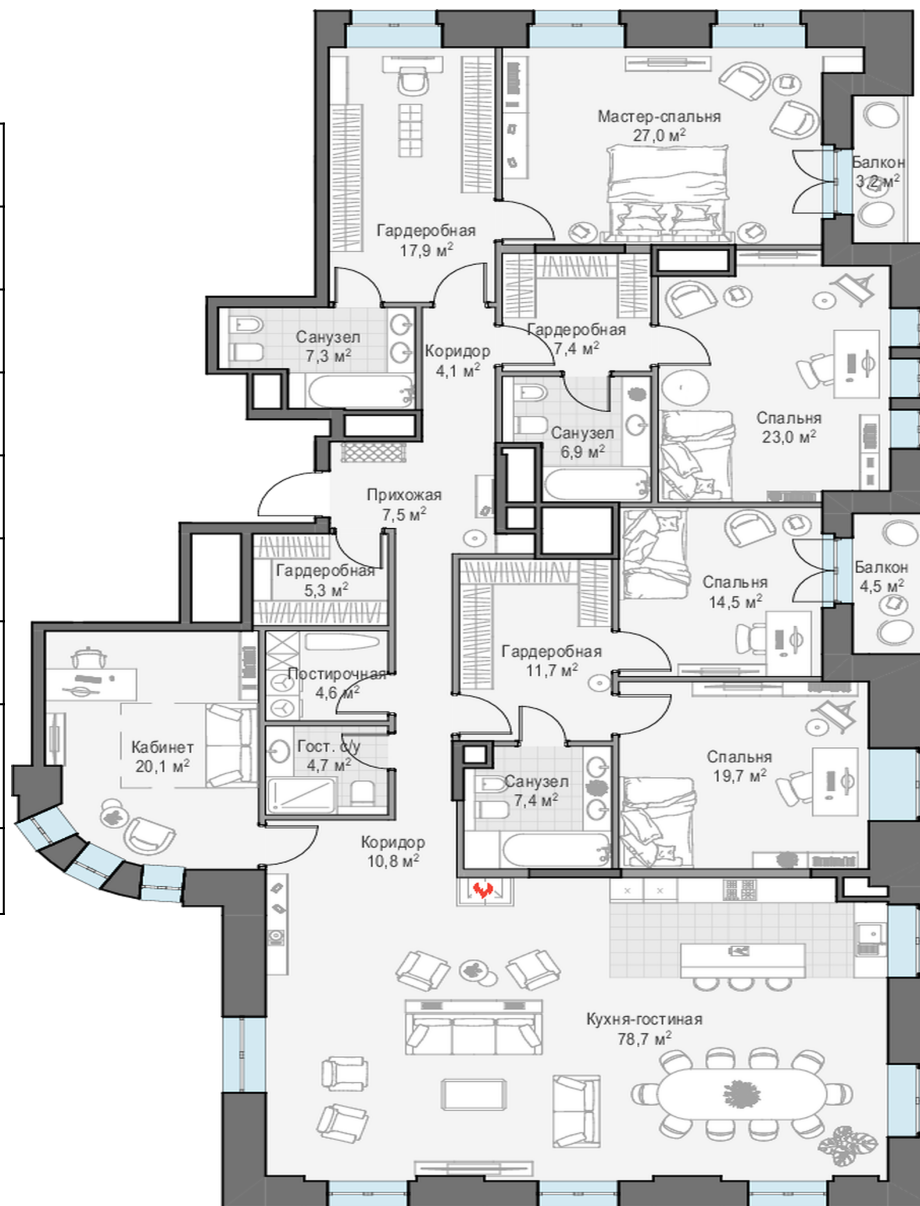 Мастер-спальня
27,0 м²
Балкон
3,2 м²
Гардеробная
17,9 м²
Санузел
7,3 м²
Коридор
4,1 м²
Гардеробная
7,4 м²
Санузел
6,9 м²
Спальня
23,0 м²
Прихожая
7,5 м²
Гардеробная
5,3 м²
Спальня
14,5 м²
Балкон
4,5 м²
Постирочная
4,6 м²
Гардеробная
11,7 м²
Кабинет
20,1 м²
Гост. с/у
4,7 м²
Санузел
7,4 м²
Спальня
19,7 м²
Коридор
10,8 м²
Кухня-гостиная
78,7 м²